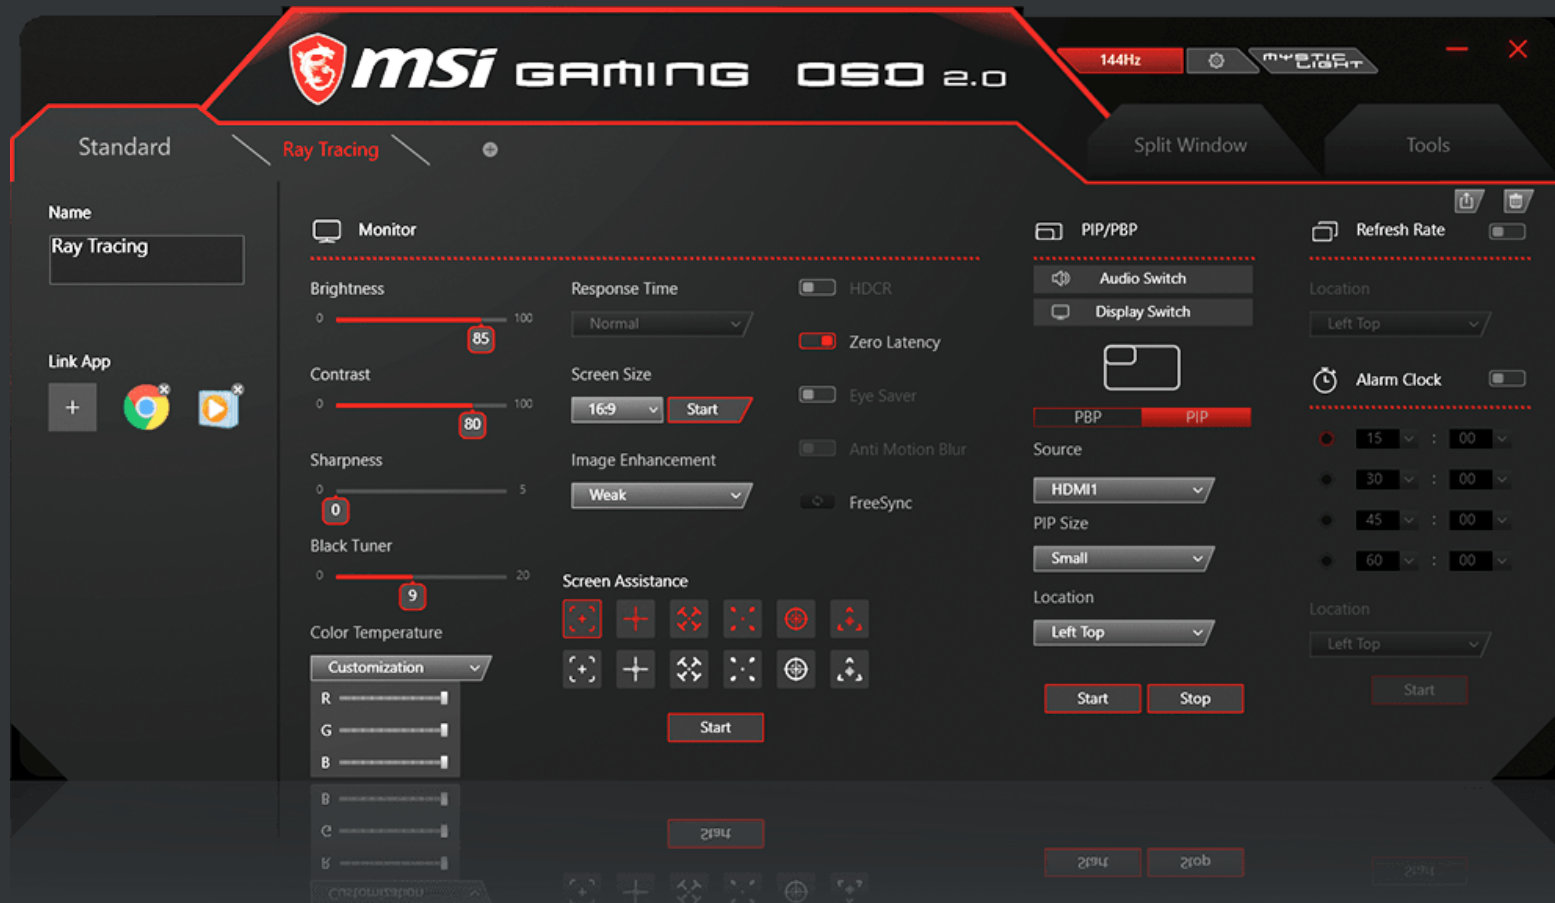 msi GAMING OSD 2.0
144Hz
MYSTIC LIGHT
Standard
Ray Tracing
Split Window
Tools
Name
Ray Tracing
Link App
Monitor
Brightness
0 100
85
Contrast
0 100
80
Sharpness
0 5
0
Black Tuner
0 20
9
Color Temperature
Customization
R
G
B
Response Time
Normal
Screen Size
16:9 Start
Image Enhancement
Weak
HDCR
Zero Latency
Eye Saver
Anti Motion Blur
FreeSync
Screen Assistance
Start
PIP/PBP
Audio Switch
Display Switch
PBP PIP
Source
HDMI1
PIP Size
Small
Location
Left Top
Start Stop
Refresh Rate
Location
Left Top
Alarm Clock
15 : 00
30 : 00
45 : 00
60 : 00
Location
Left Top
Start
B
G
R
Customization
Start
Start Stop
Start